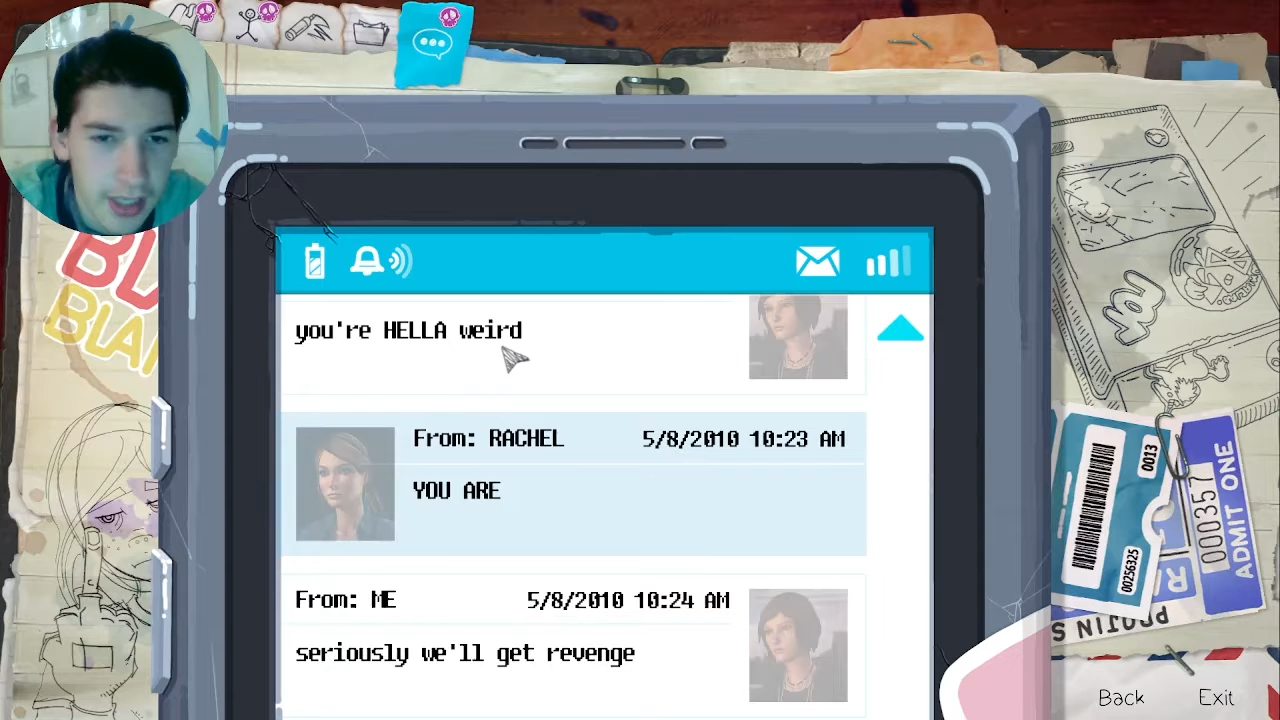 you're HELLA weird
From: RACHEL 5/8/2010 10:23 AM
YOU ARE
From: ME 5/8/2010 10:24 AM
seriously we'll get revenge
0013
00256325
000357
ADMIT ONE
Back
Exit